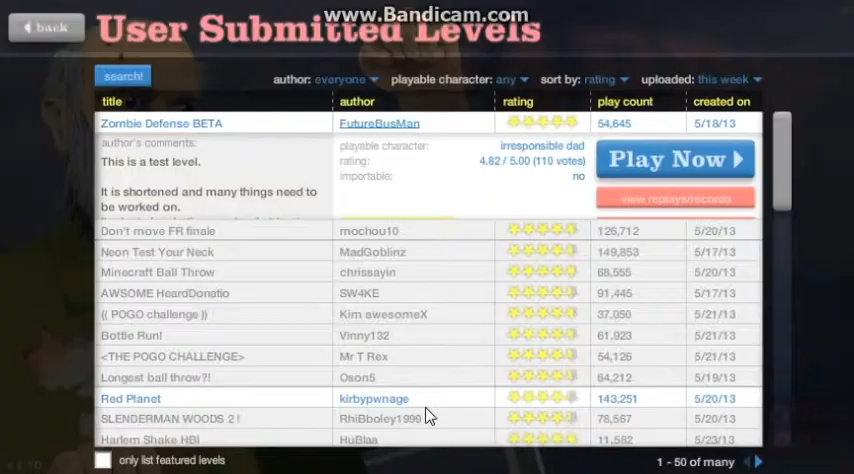 www.Bandicam.com
back
User Submitted Levels
search!
author: everyone playable character: any sort by: rating uploaded: this week
title author rating play count created on
Zombie Defense BETA FutureBusMan 54,645 5/18/13
author's comments:
This is a test level.
It is shortened and many things need to
be worked on.
playable character: irresponsible dad
rating: 4.82 / 5.00 (110 votes)
importable: no
Play Now
view replays/records
Don't move FR finale mochou10 126,712 5/20/13
Neon Test Your Neck MadGoblinz 149,853 5/17/13
Minecraft Ball Throw chrissayin 68,555 5/20/13
AWSOME HeardDonatio SW4KE 91,445 5/17/13
(( POGO challenge )) Kim awesomeX 37,050 5/21/13
Bottle Run! Vinny132 61,923 5/21/13
<THE POGO CHALLENGE> Mr T Rex 54,126 5/21/13
Longest ball throw?! Oson5 64,212 5/19/13
Red Planet kirbypwnage 143,251 5/20/13
SLENDERMAN WOODS 2 ! RhiBboley1999 78,567 5/20/13
Harlem Shake HB! HuBlaa 11,582 5/23/13
only list featured levels
1 - 50 of many